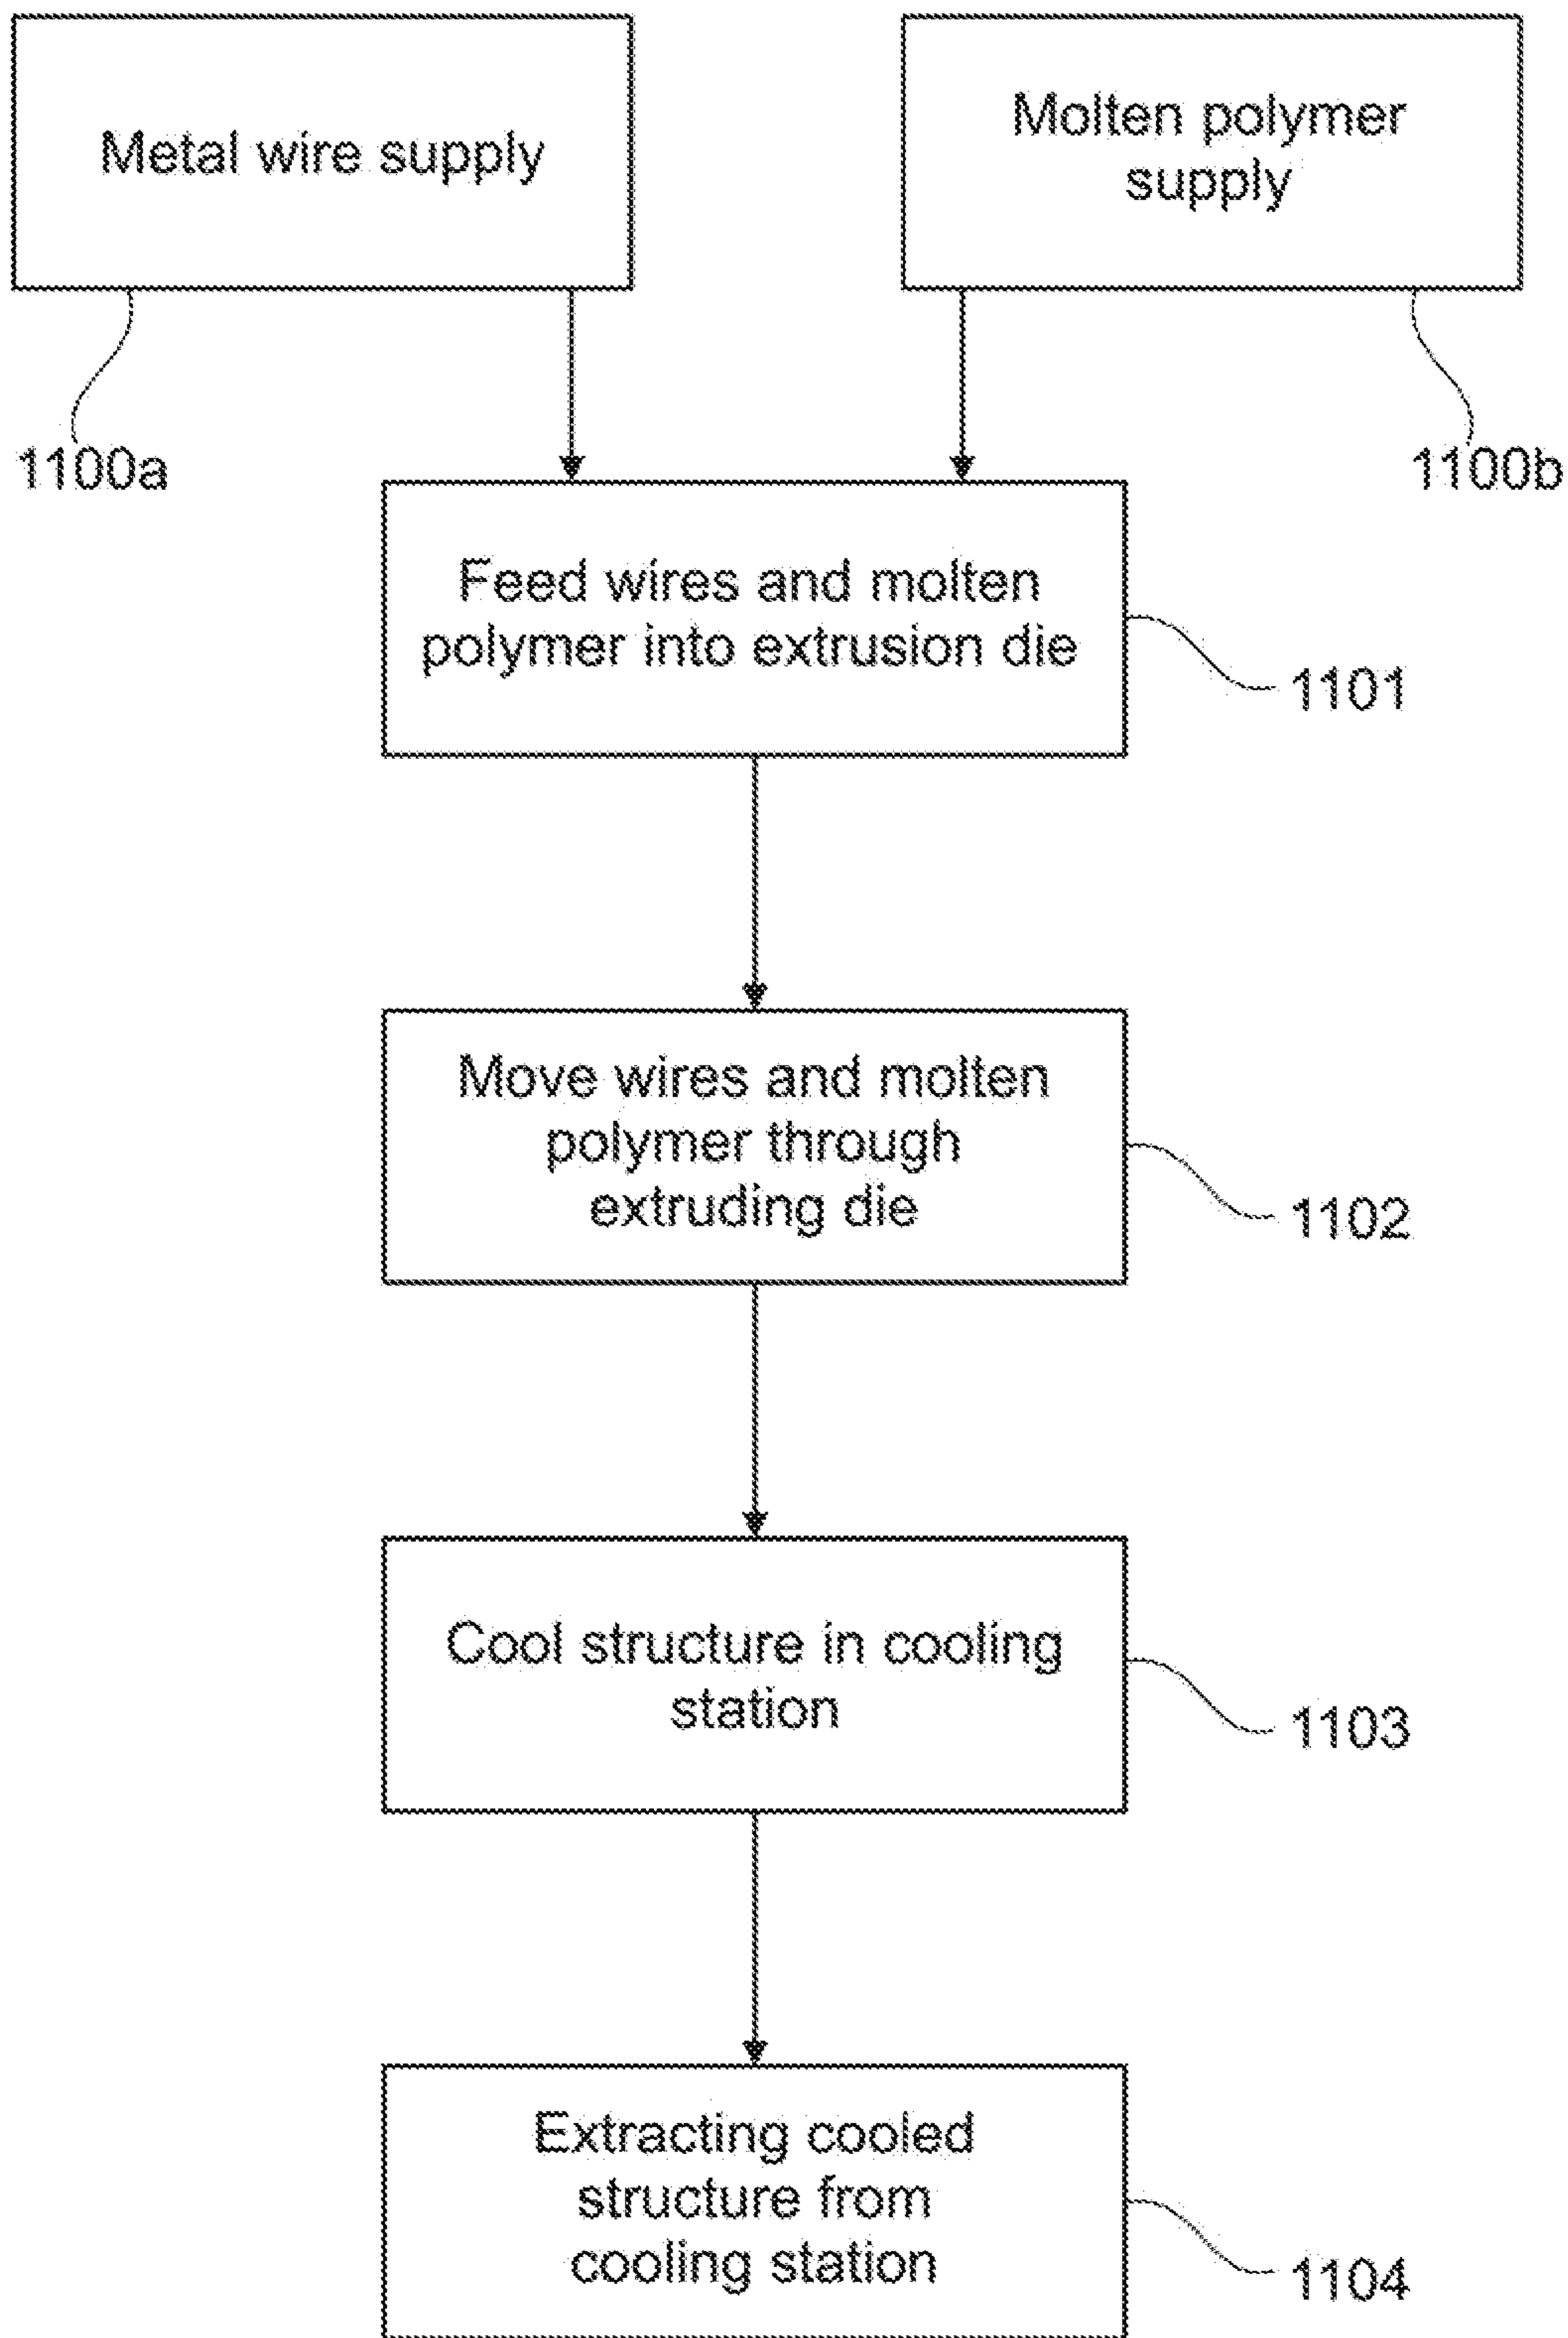 Metal wire supply
Molten polymer
supply
1100a
1100b
Feed wires and molten
polymer into extrusion die
1101
Move wires and molten
polymer through
extruding die
1102
Cool structure in cooling
station
1103
Extracting cooled
structure from
cooling station
1104